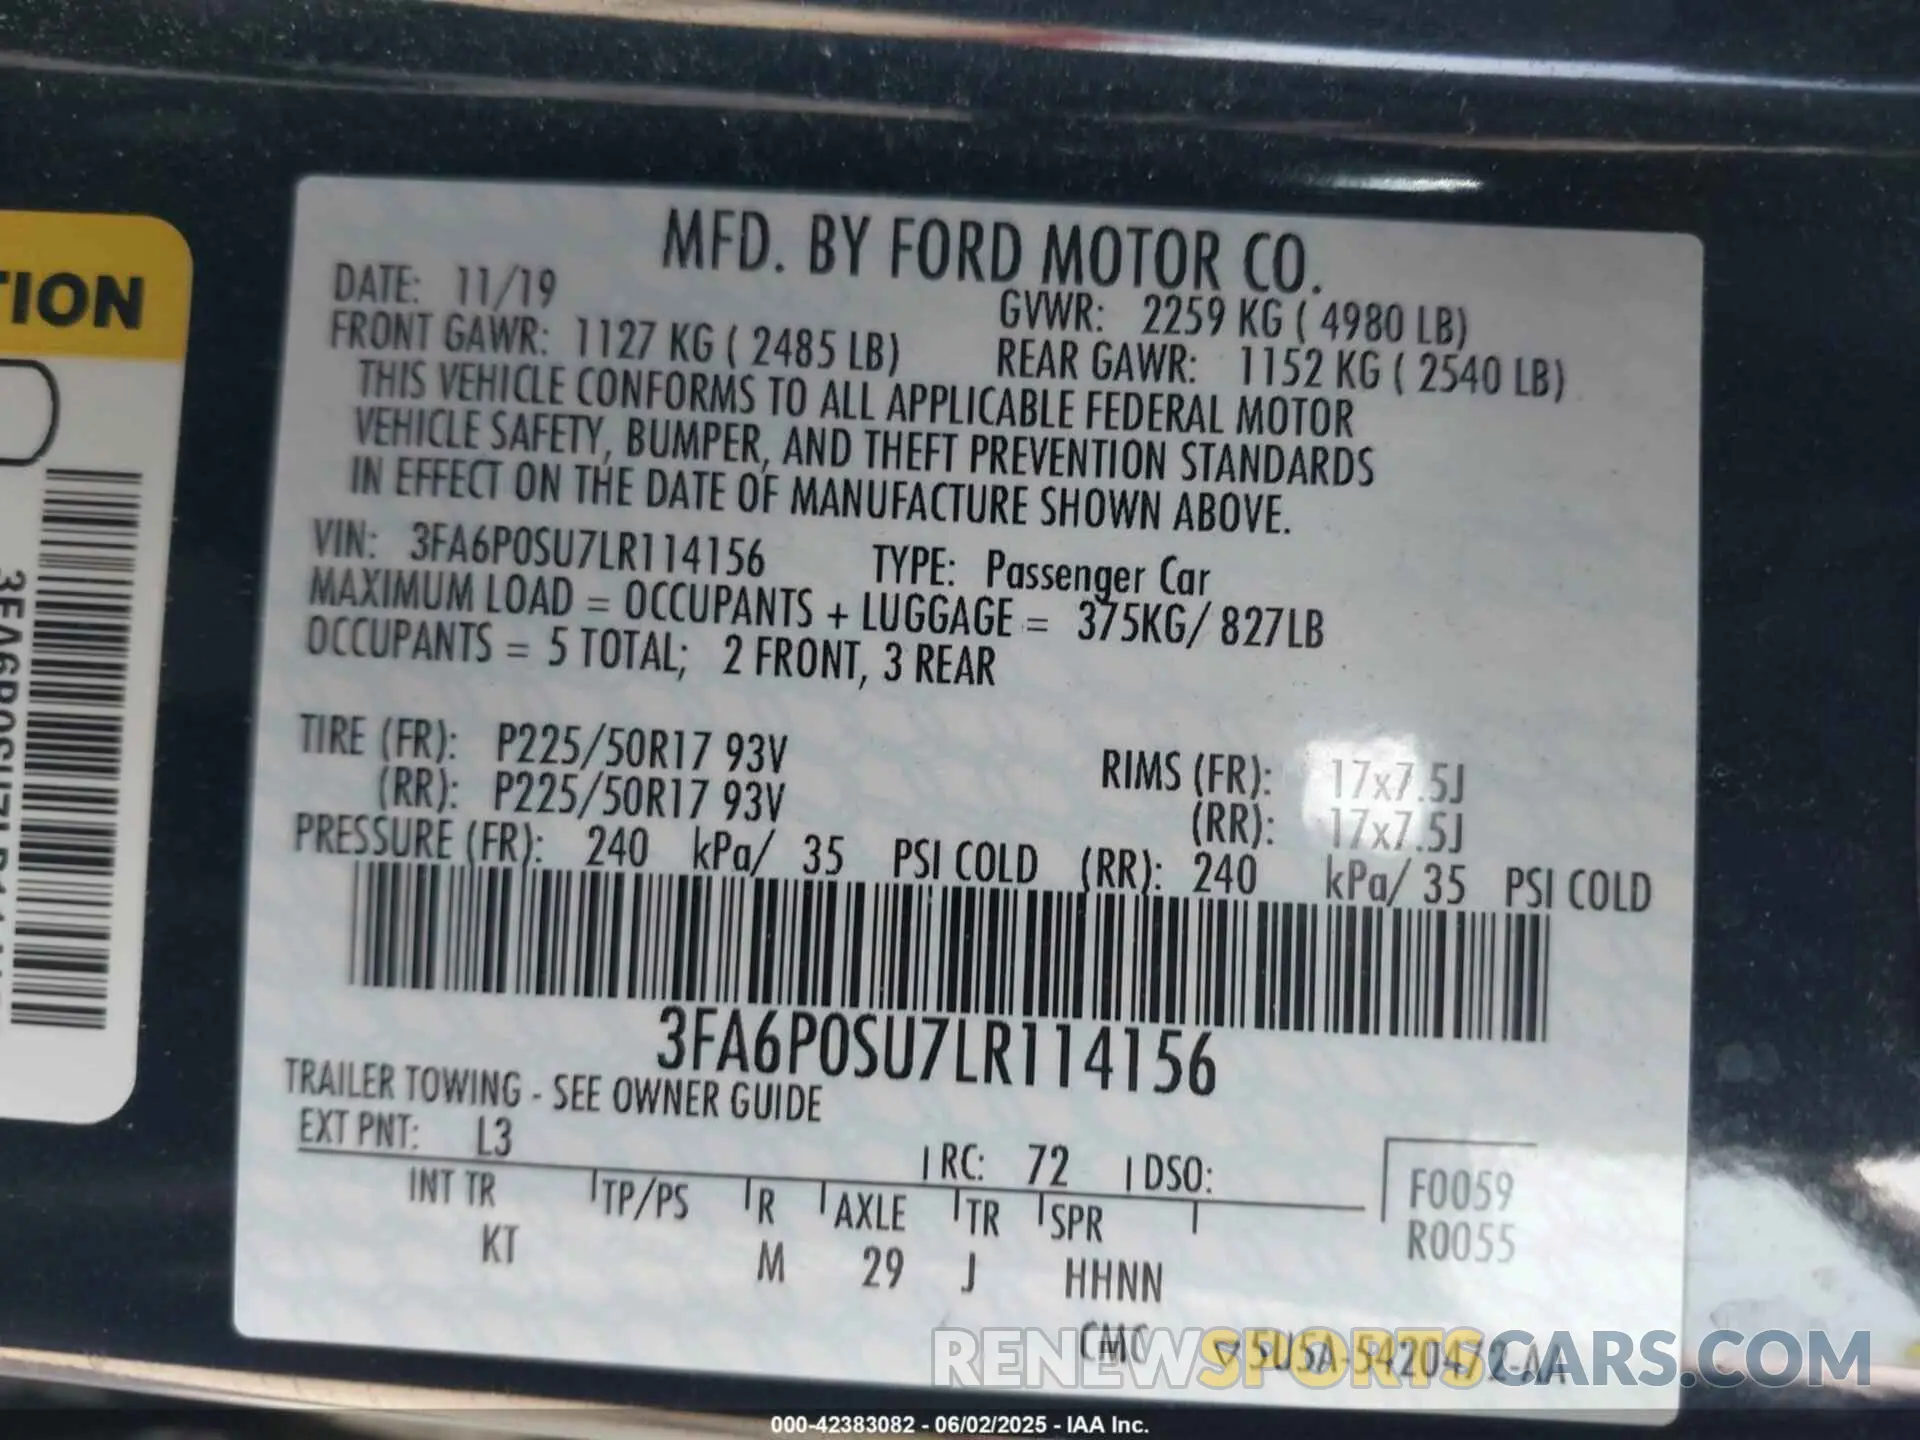 MFD. BY FORD MOTOR CO.
DATE: 11/19
GVWR: 2259 KG ( 4980 LB)
FRONT GAWR: 1127 KG ( 2485 LB) REAR GAWR: 1152 KG ( 2540 LB)
THIS VEHICLE CONFORMS TO ALL APPLICABLE FEDERAL MOTOR
VEHICLE SAFETY, BUMPER, AND THEFT PREVENTION STANDARDS
IN EFFECT ON THE DATE OF MANUFACTURE SHOWN ABOVE.
VIN: 3FA6P0SU7LR114156 TYPE: Passenger Car
MAXIMUM LOAD = OCCUPANTS + LUGGAGE = 375KG/ 827LB
OCCUPANTS = 5 TOTAL; 2 FRONT, 3 REAR
TIRE (FR): P225/50R17 93V RIMS (FR): 17x7.5J
(RR): P225/50R17 93V (RR): 17x7.5J
PRESSURE (FR): 240 kPa/ 35 PSI COLD (RR): 240 kPa/ 35 PSI COLD
3FA6P0SU7LR114156
TRAILER TOWING - SEE OWNER GUIDE
EXT PNT: L3 RC: 72 DSO:
INT TR TP/PS R AXLE TR SPR
KT M 29 J HHNN
F0059
R0055
CMC 5U5A-5420472-AA
TION
RENEWSPORTSCARS.COM
000-42383082 - 06/02/2025 - IAA Inc.